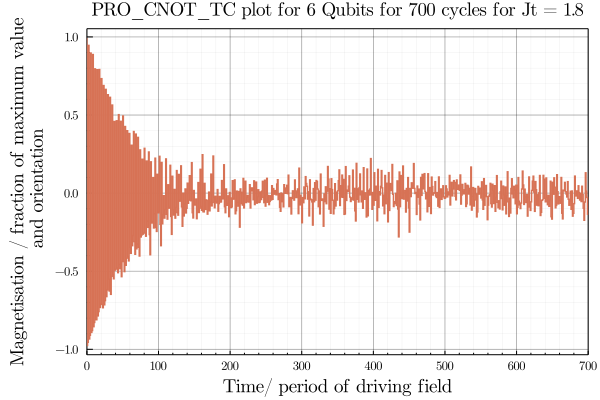 PRO_CNOT_TC plot for 6 Qubits for 700 cycles for Jt = 1.8
Magnetisation / fraction of maximum value
and orientation
1.0
0.5
0.0
−0.5
−1.0
0 100 200 300 400 500 600 700
Time/ period of driving field